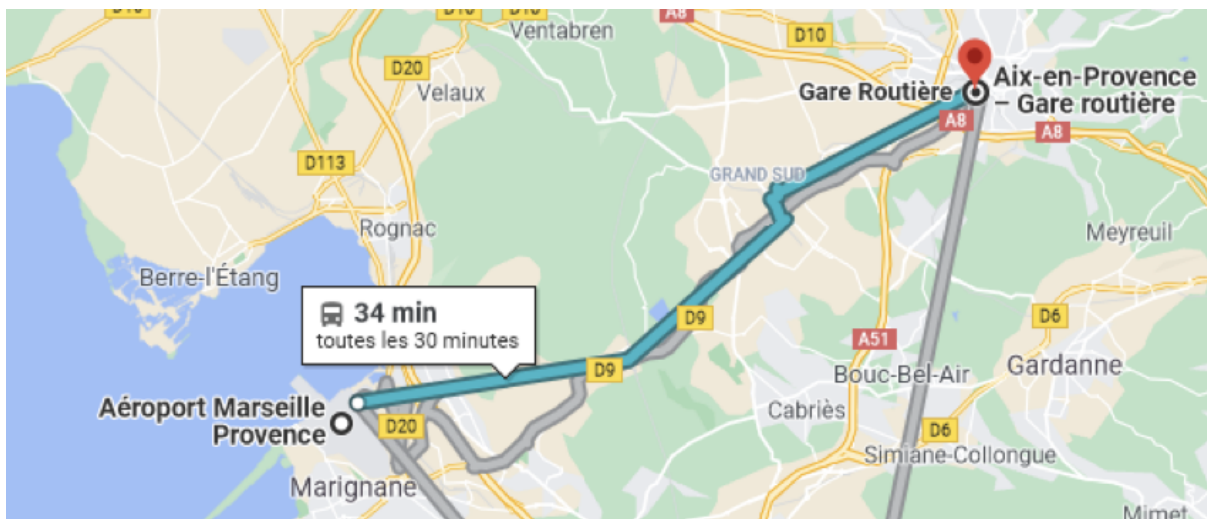 Ventabren
A8
D10
D10
D10
D20
Velaux
Gare Routière
Aix-en-Provence
– Gare routière
A8
A8
D113
GRAND SUD
Rognac
Meyreuil
Berre-l'Étang
34 min
toutes les 30 minutes
D9
D6
A51
Gardanne
D9
Bouc-Bel-Air
Aéroport Marseille
Provence
D20
Cabriès
D6
Simiane-Collongue
Marignane
Mimet